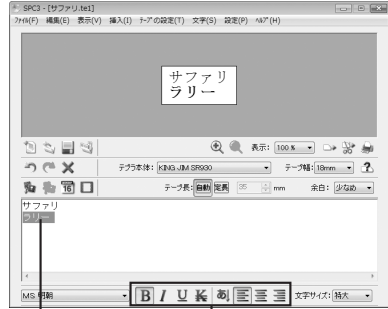 SPC3 - [サファリ.te1]
ファイル(F) 編集(E) 表示(V) 挿入(I) テープの設定(T) 文字(S) 設定(P) ヘルプ(H)
サファリ
ラリー
表示: 100 %
テプラ本体: KING JIM SR930 テープ幅: 18mm ?
16 テープ長: 自動 定長 35 mm 余白: 少なめ
サファリ
ラリー
MS 明朝 B I U K あ 文字サイズ: 特大